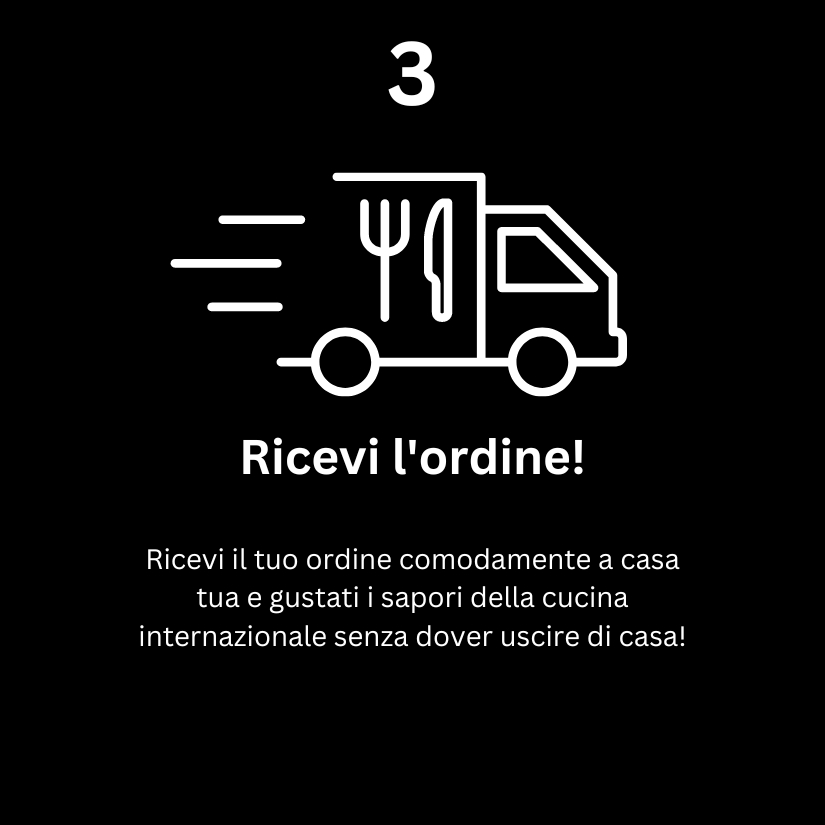 3
Ricevi l'ordine!
Ricevi il tuo ordine comodamente a casa
tua e gustati i sapori della cucina
internazionale senza dover uscire di casa!